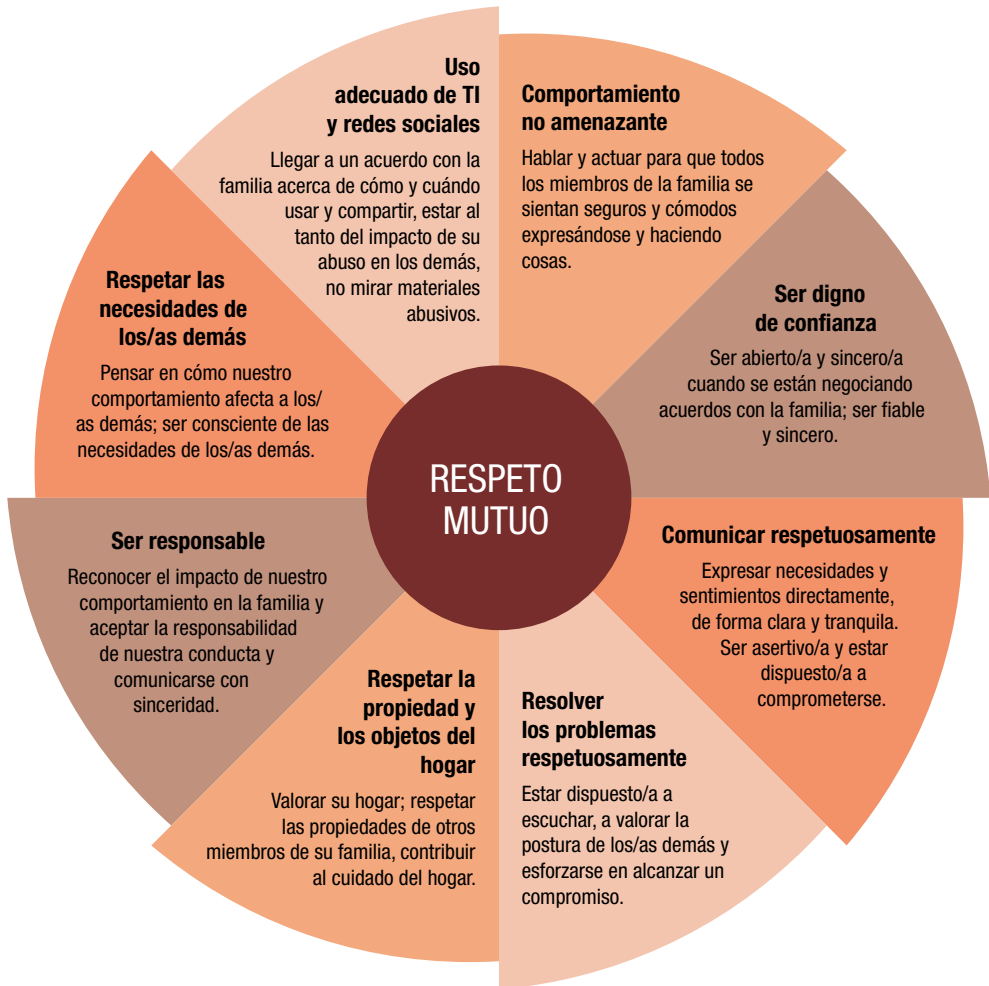 Uso
adecuado de TI
y redes sociales
Llegar a un acuerdo con la
familia acerca de cómo y cuándo
usar y compartir, estar al
tanto del impacto de su
abuso en los demás,
no mirar materiales
abusivos.
Comportamiento
no amenazante
Hablar y actuar para que todos
los miembros de la familia se
sientan seguros y cómodos
expresándose y haciendo
cosas.
Ser digno
de confianza
Ser abierto/a y sincero/a
cuando se están negociando
acuerdos con la familia; ser fiable
y sincero.
Comunicar respetuosamente
Expresar necesidades y
sentimientos directamente,
de forma clara y tranquila.
Ser asertivo/a y estar
dispuesto/a a
comprometerse.
Resolver
los problemas
respetuosamente
Estar dispuesto/a a
escuchar, a valorar la
postura de los/as demás y
esforzarse en alcanzar un
compromiso.
Respetar la
propiedad y
los objetos del
hogar
Valorar su hogar; respetar
las propiedades de otros
miembros de su familia, contribuir
al cuidado del hogar.
Ser responsable
Reconocer el impacto de nuestro
comportamiento en la familia y
aceptar la responsabilidad
de nuestra conducta y
comunicarse con
sinceridad.
Respetar las
necesidades de
los/as demás
Pensar en cómo nuestro
comportamiento afecta a los/
as demás; ser consciente de las
necesidades de los/as demás.
RESPETO
MUTUO